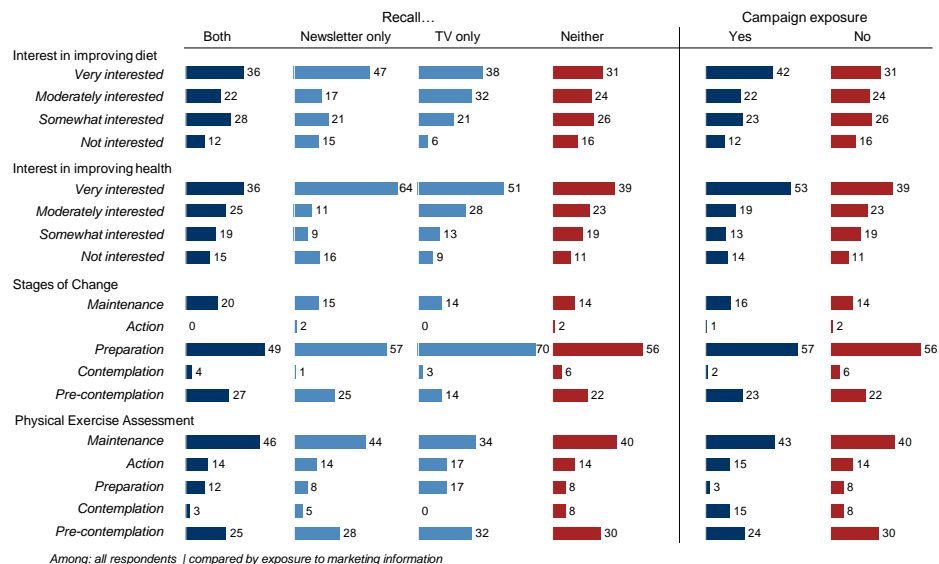 Recall… Campaign exposure
Both Newsletter only TV only Neither Yes No
Interest in improving diet
Very interested 36 47 38 31 42 31
Moderately interested 22 17 32 24 22 24
Somewhat interested 28 21 21 26 23 26
Not interested 12 15 6 16 12 16
Interest in improving health
Very interested 36 64 51 39 53 39
Moderately interested 25 11 28 23 19 23
Somewhat interested 19 9 13 19 13 19
Not interested 15 16 9 11 14 11
Stages of Change
Maintenance 20 15 14 14 16 14
Action 0 2 0 2 1 2
Preparation 49 57 70 56 57 56
Contemplation 4 1 3 6 2 6
Pre-contemplation 27 25 14 22 23 22
Physical Exercise Assessment
Maintenance 46 44 34 40 43 40
Action 14 14 17 14 15 14
Preparation 12 8 17 8 3 8
Contemplation 3 5 0 8 15 8
Pre-contemplation 25 28 32 30 24 30
Among: all respondents | compared by exposure to marketing information